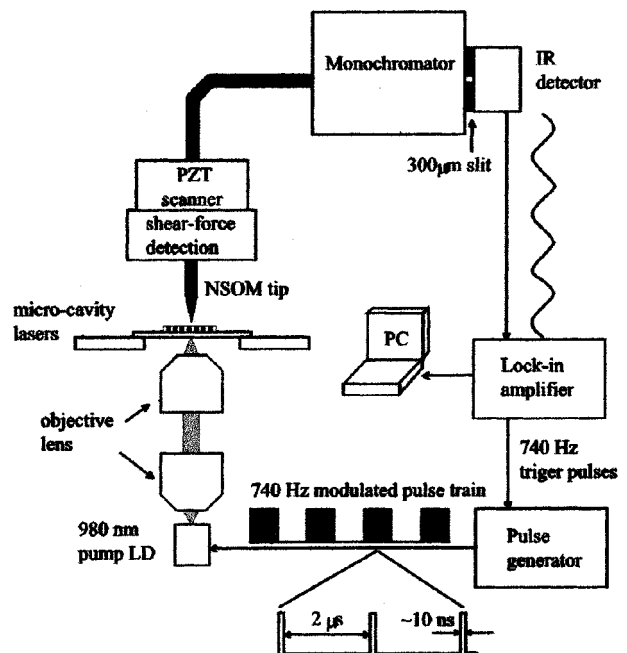 Monochromator
IR
detector
300μm slit
PZT
scanner
shear-force
detection
NSOM tip
micro-cavity
lasers
PC
Lock-in
amplifier
objective
lens
740 Hz
triger pulses
740 Hz modulated pulse train
980 nm
pump LD
Pulse
generator
2 μs
~10 ns